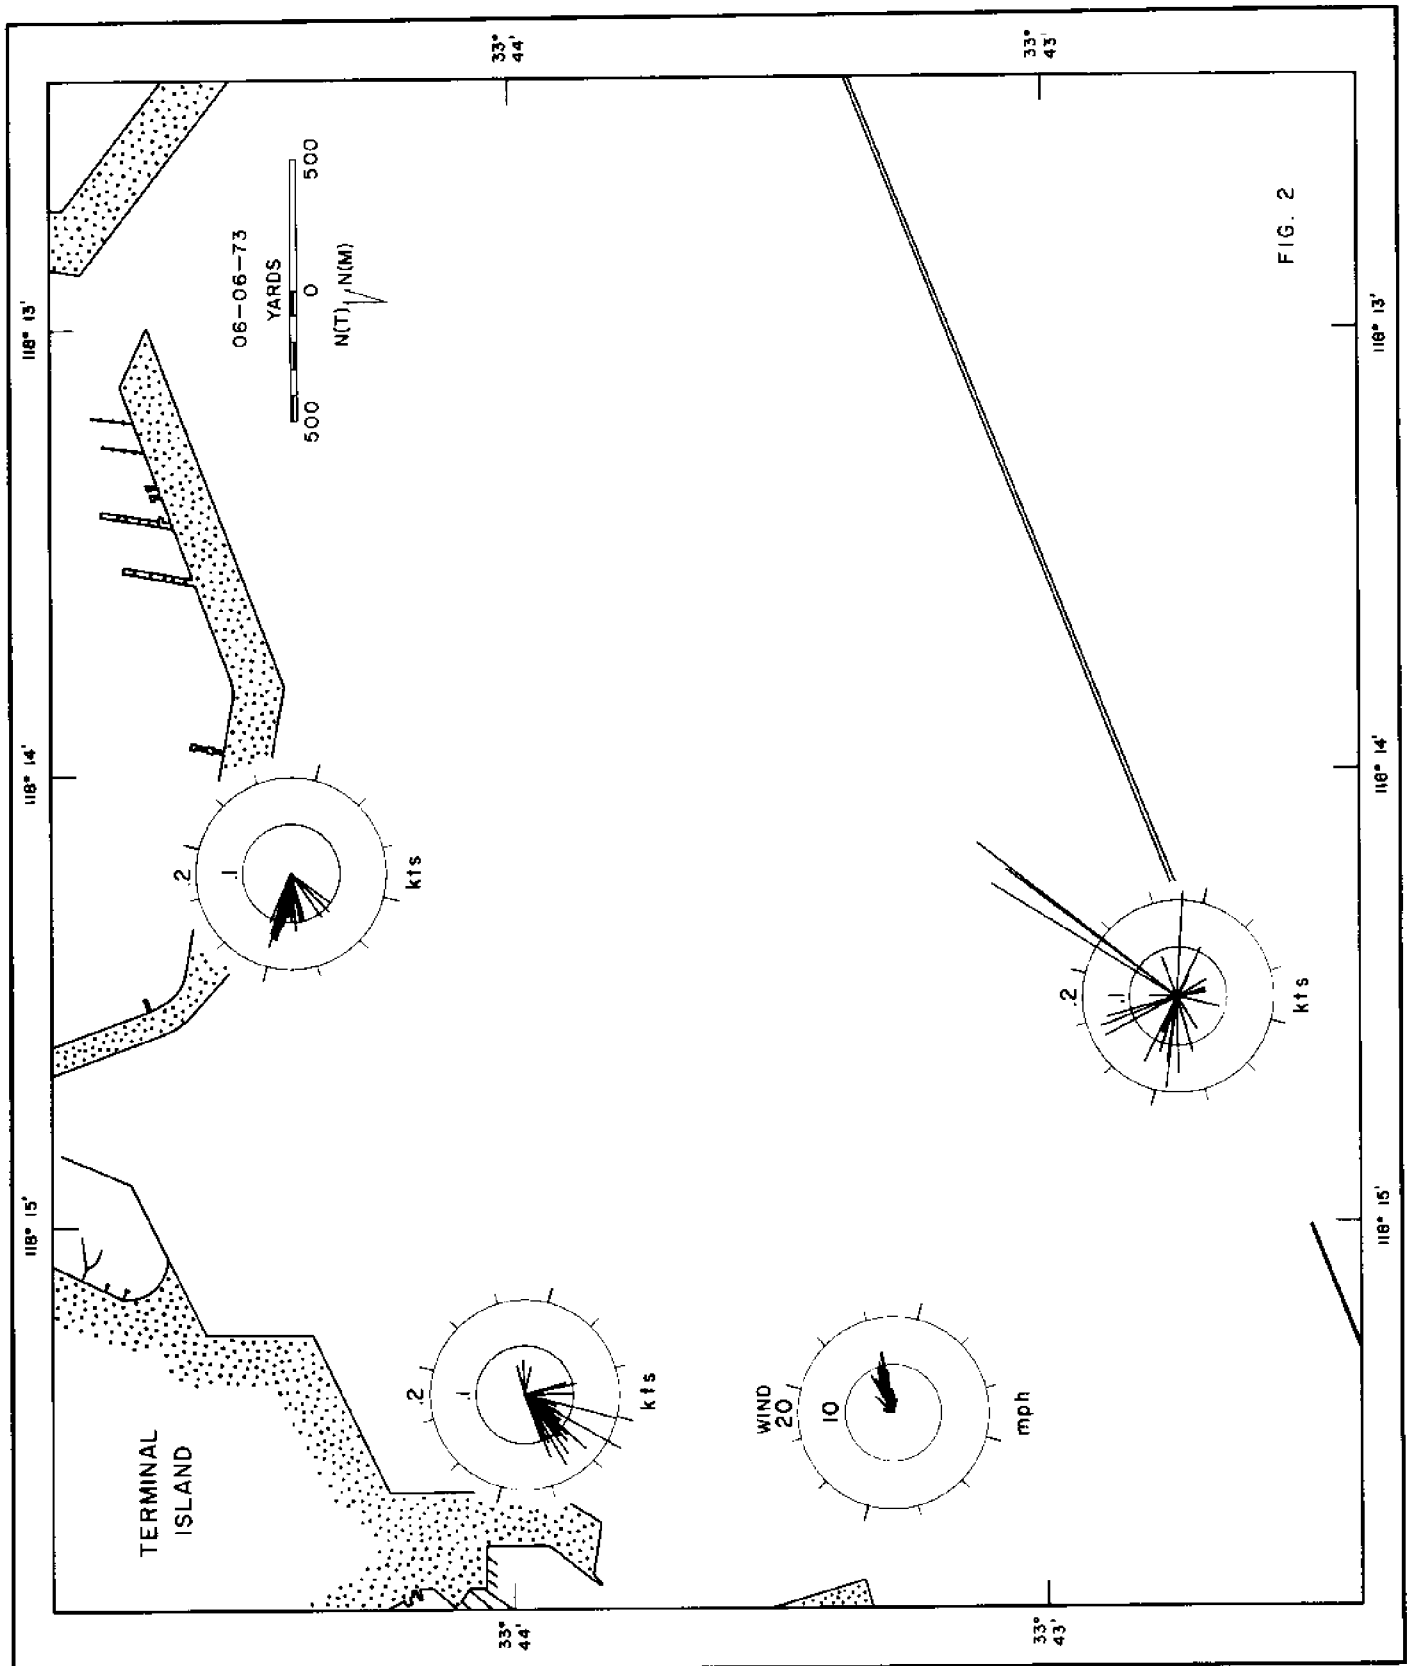 118° 15'
118° 14'
118° 13'
33°
44'
33°
44'
33°
43'
33°
43'
TERMINAL
ISLAND
06-06-73
YARDS
500
0
500
N(T)
N(M)
.2
.1
kts
.2
.1
kts
WIND
20
10
mph
.2
.1
kts
FIG. 2
118° 15'
118° 14'
118° 13'